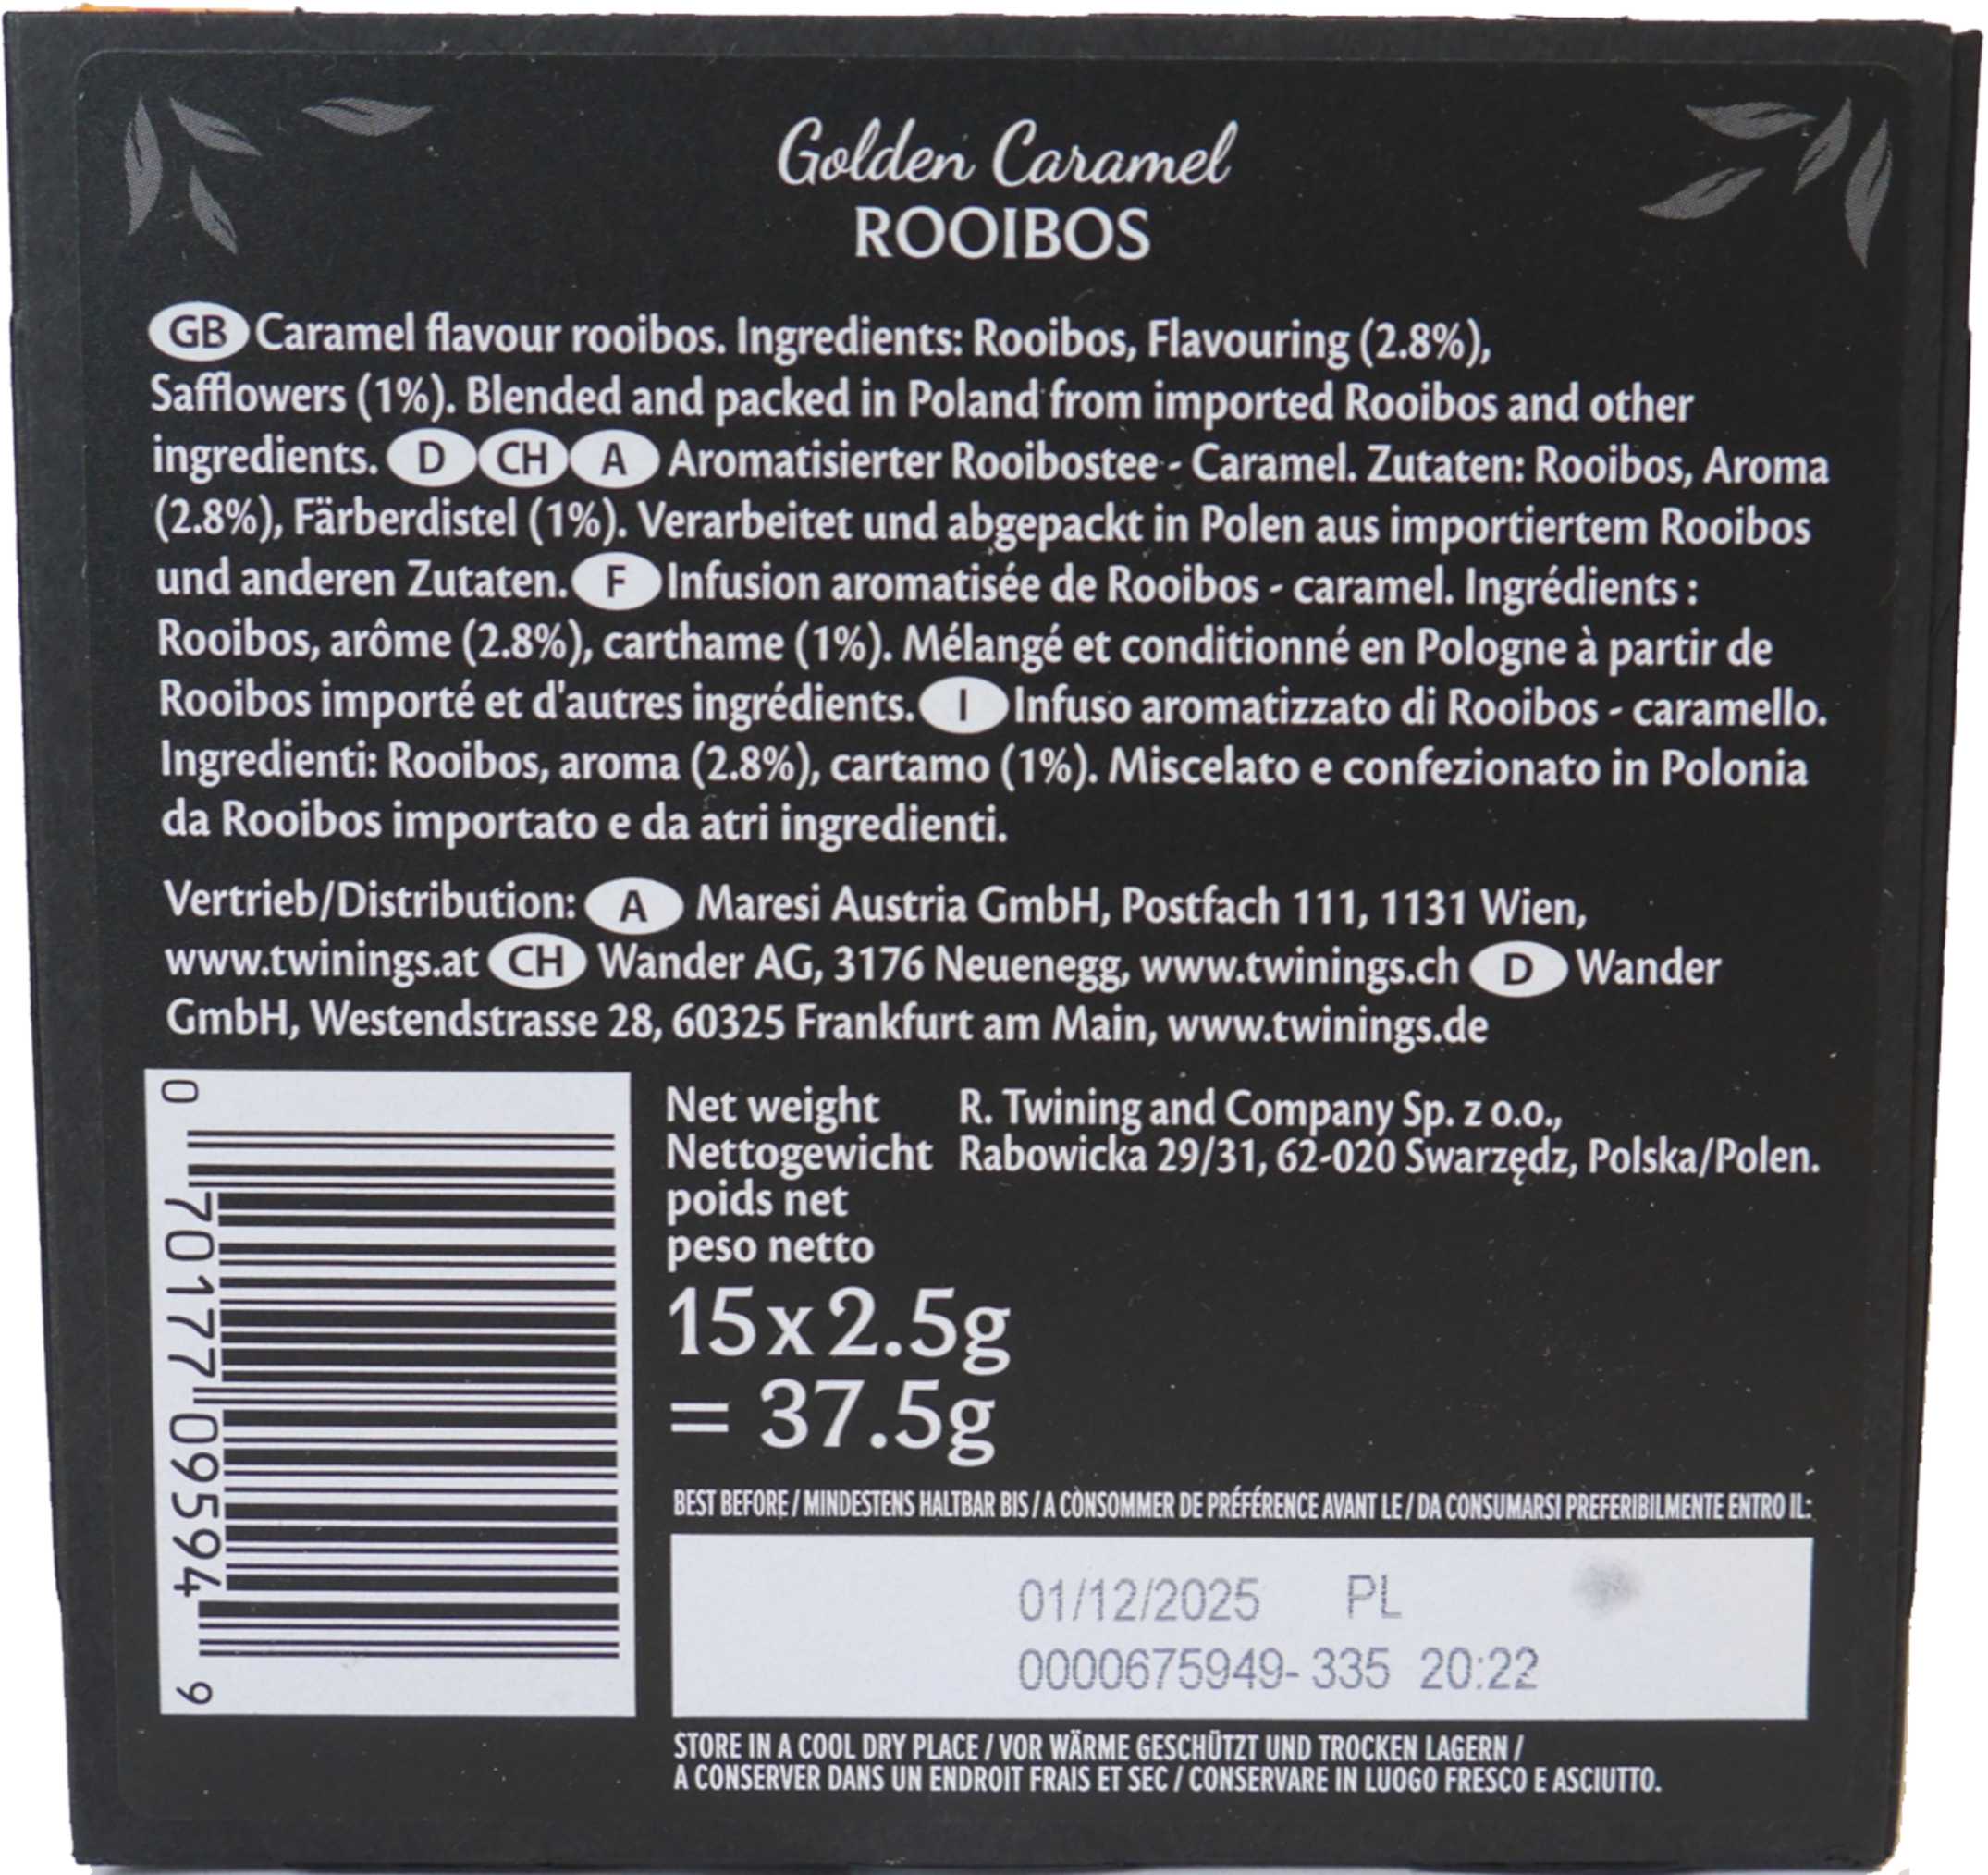 Golden Caramel
ROOIBOS
GB Caramel flavour rooibos. Ingredients: Rooibos, Flavouring (2.8%),
Safflowers (1%). Blended and packed in Poland from imported Rooibos and other
ingredients. D CH A Aromatisierter Rooibostee - Caramel. Zutaten: Rooibos, Aroma
(2.8%), Färberdistel (1%). Verarbeitet und abgepackt in Polen aus importiertem Rooibos
und anderen Zutaten. F Infusion aromatisée de Rooibos - caramel. Ingrédients :
Rooibos, arôme (2.8%), carthame (1%). Mélangé et conditionné en Pologne à partir de
Rooibos importé et d'autres ingrédients. I Infuso aromatizzato di Rooibos - caramello.
Ingredienti: Rooibos, aroma (2.8%), cartamo (1%). Miscelato e confezionato in Polonia
da Rooibos importato e da atri ingredienti.
Vertrieb/Distribution: A Maresi Austria GmbH, Postfach 111, 1131 Wien,
www.twinings.at CH Wander AG, 3176 Neuenegg, www.twinings.ch D Wander
GmbH, Westendstrasse 28, 60325 Frankfurt am Main, www.twinings.de
0 70177 09594 9
Net weight
Nettogewicht
poids net
peso netto
15x2.5g
= 37.5g
R. Twining and Company Sp. z o.o.,
Rabowicka 29/31, 62-020 Swarzędz, Polska/Polen.
BEST BEFORE / MINDESTENS HALTBAR BIS / A CONSOMMER DE PRÉFÉRENCE AVANT LE / DA CONSUMARSI PREFERIBILMENTE ENTRO IL:
01/12/2025 PL
0000675949- 335 20:22
STORE IN A COOL DRY PLACE / VOR WÄRME GESCHÜTZT UND TROCKEN LAGERN /
A CONSERVER DANS UN ENDROIT FRAIS ET SEC / CONSERVARE IN LUOGO FRESCO E ASCIUTTO.